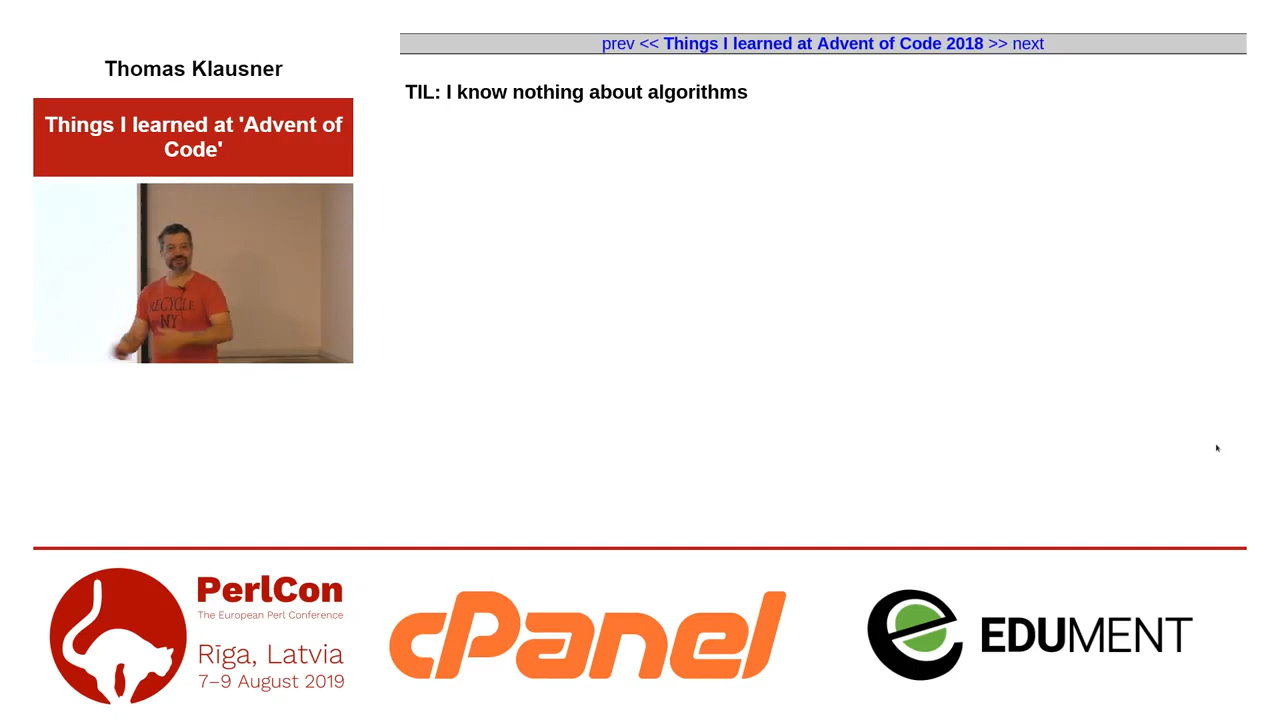 prev << Things I learned at Advent of Code 2018 >> next
Thomas Klausner
Things I learned at 'Advent of
Code'
TIL: I know nothing about algorithms
RECYCLE
NY
PerlCon
The European Perl Conference
Rīga, Latvia
7–9 August 2019
cPanel
EDUMENT